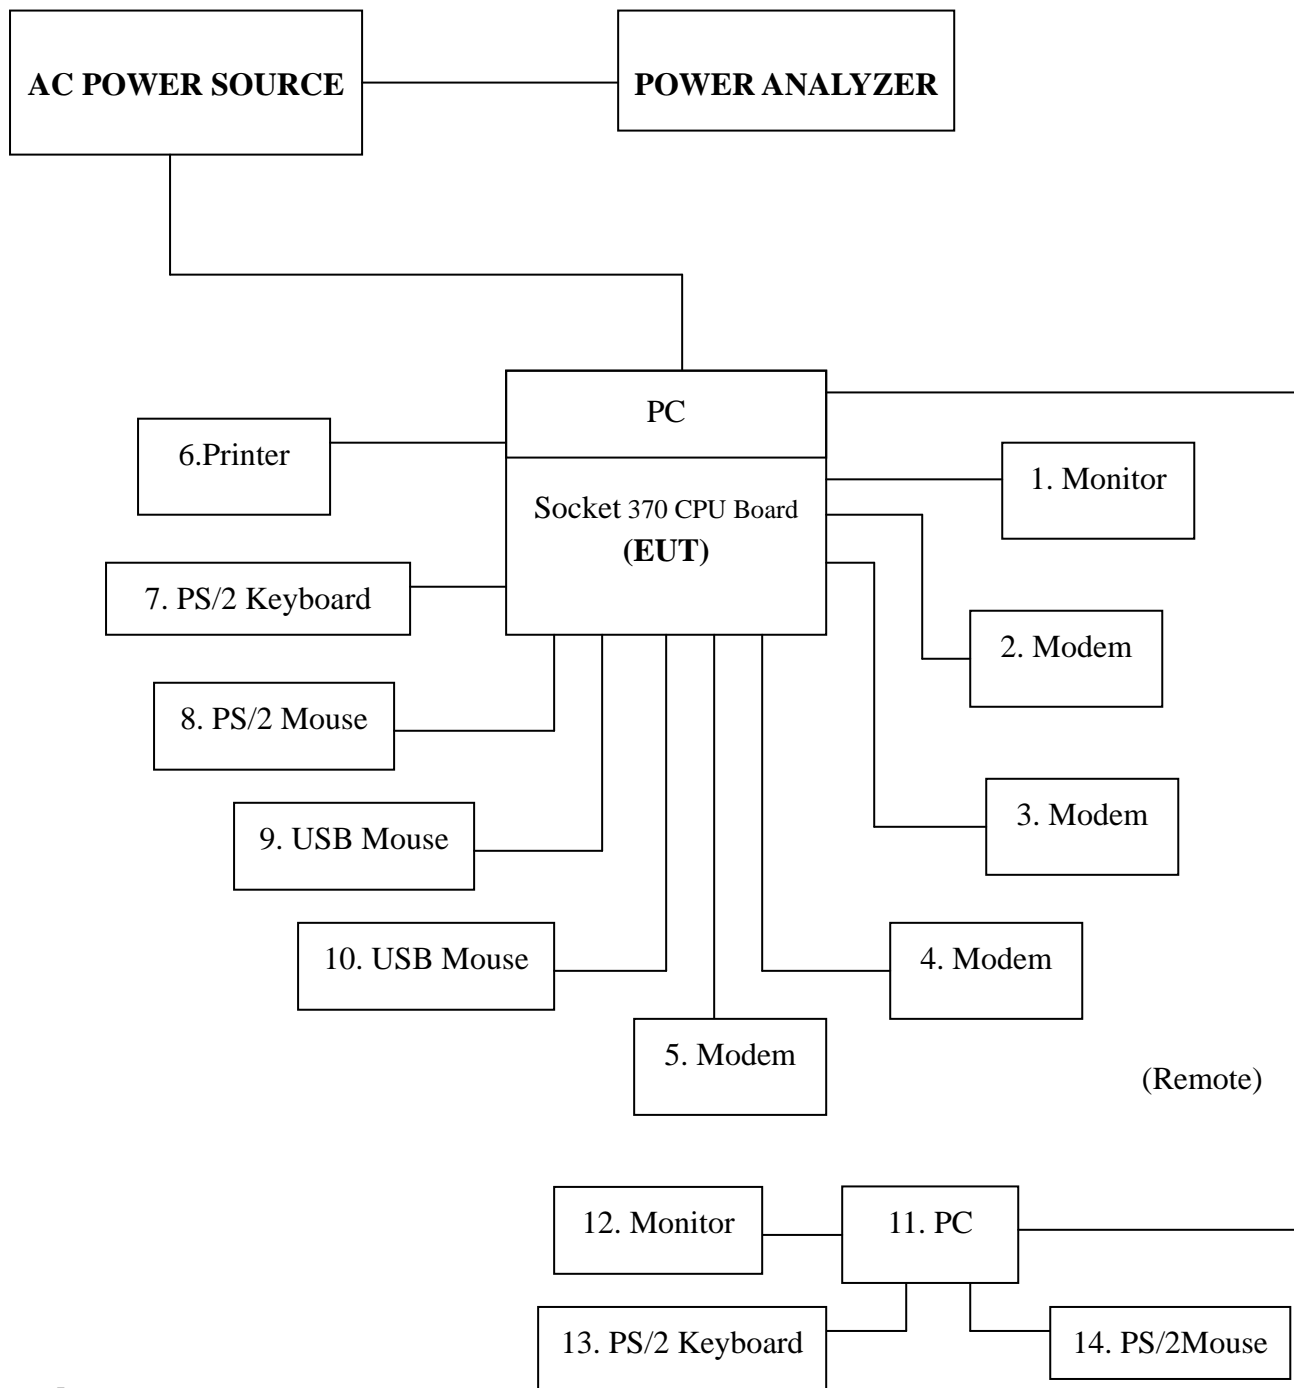 AC POWER SOURCE
POWER ANALYZER
PC
6.Printer
1. Monitor
Socket 370 CPU Board
(EUT)
7. PS/2 Keyboard
2. Modem
8. PS/2 Mouse
3. Modem
9. USB Mouse
10. USB Mouse
4. Modem
5. Modem
(Remote)
12. Monitor
11. PC
13. PS/2 Keyboard
14. PS/2Mouse